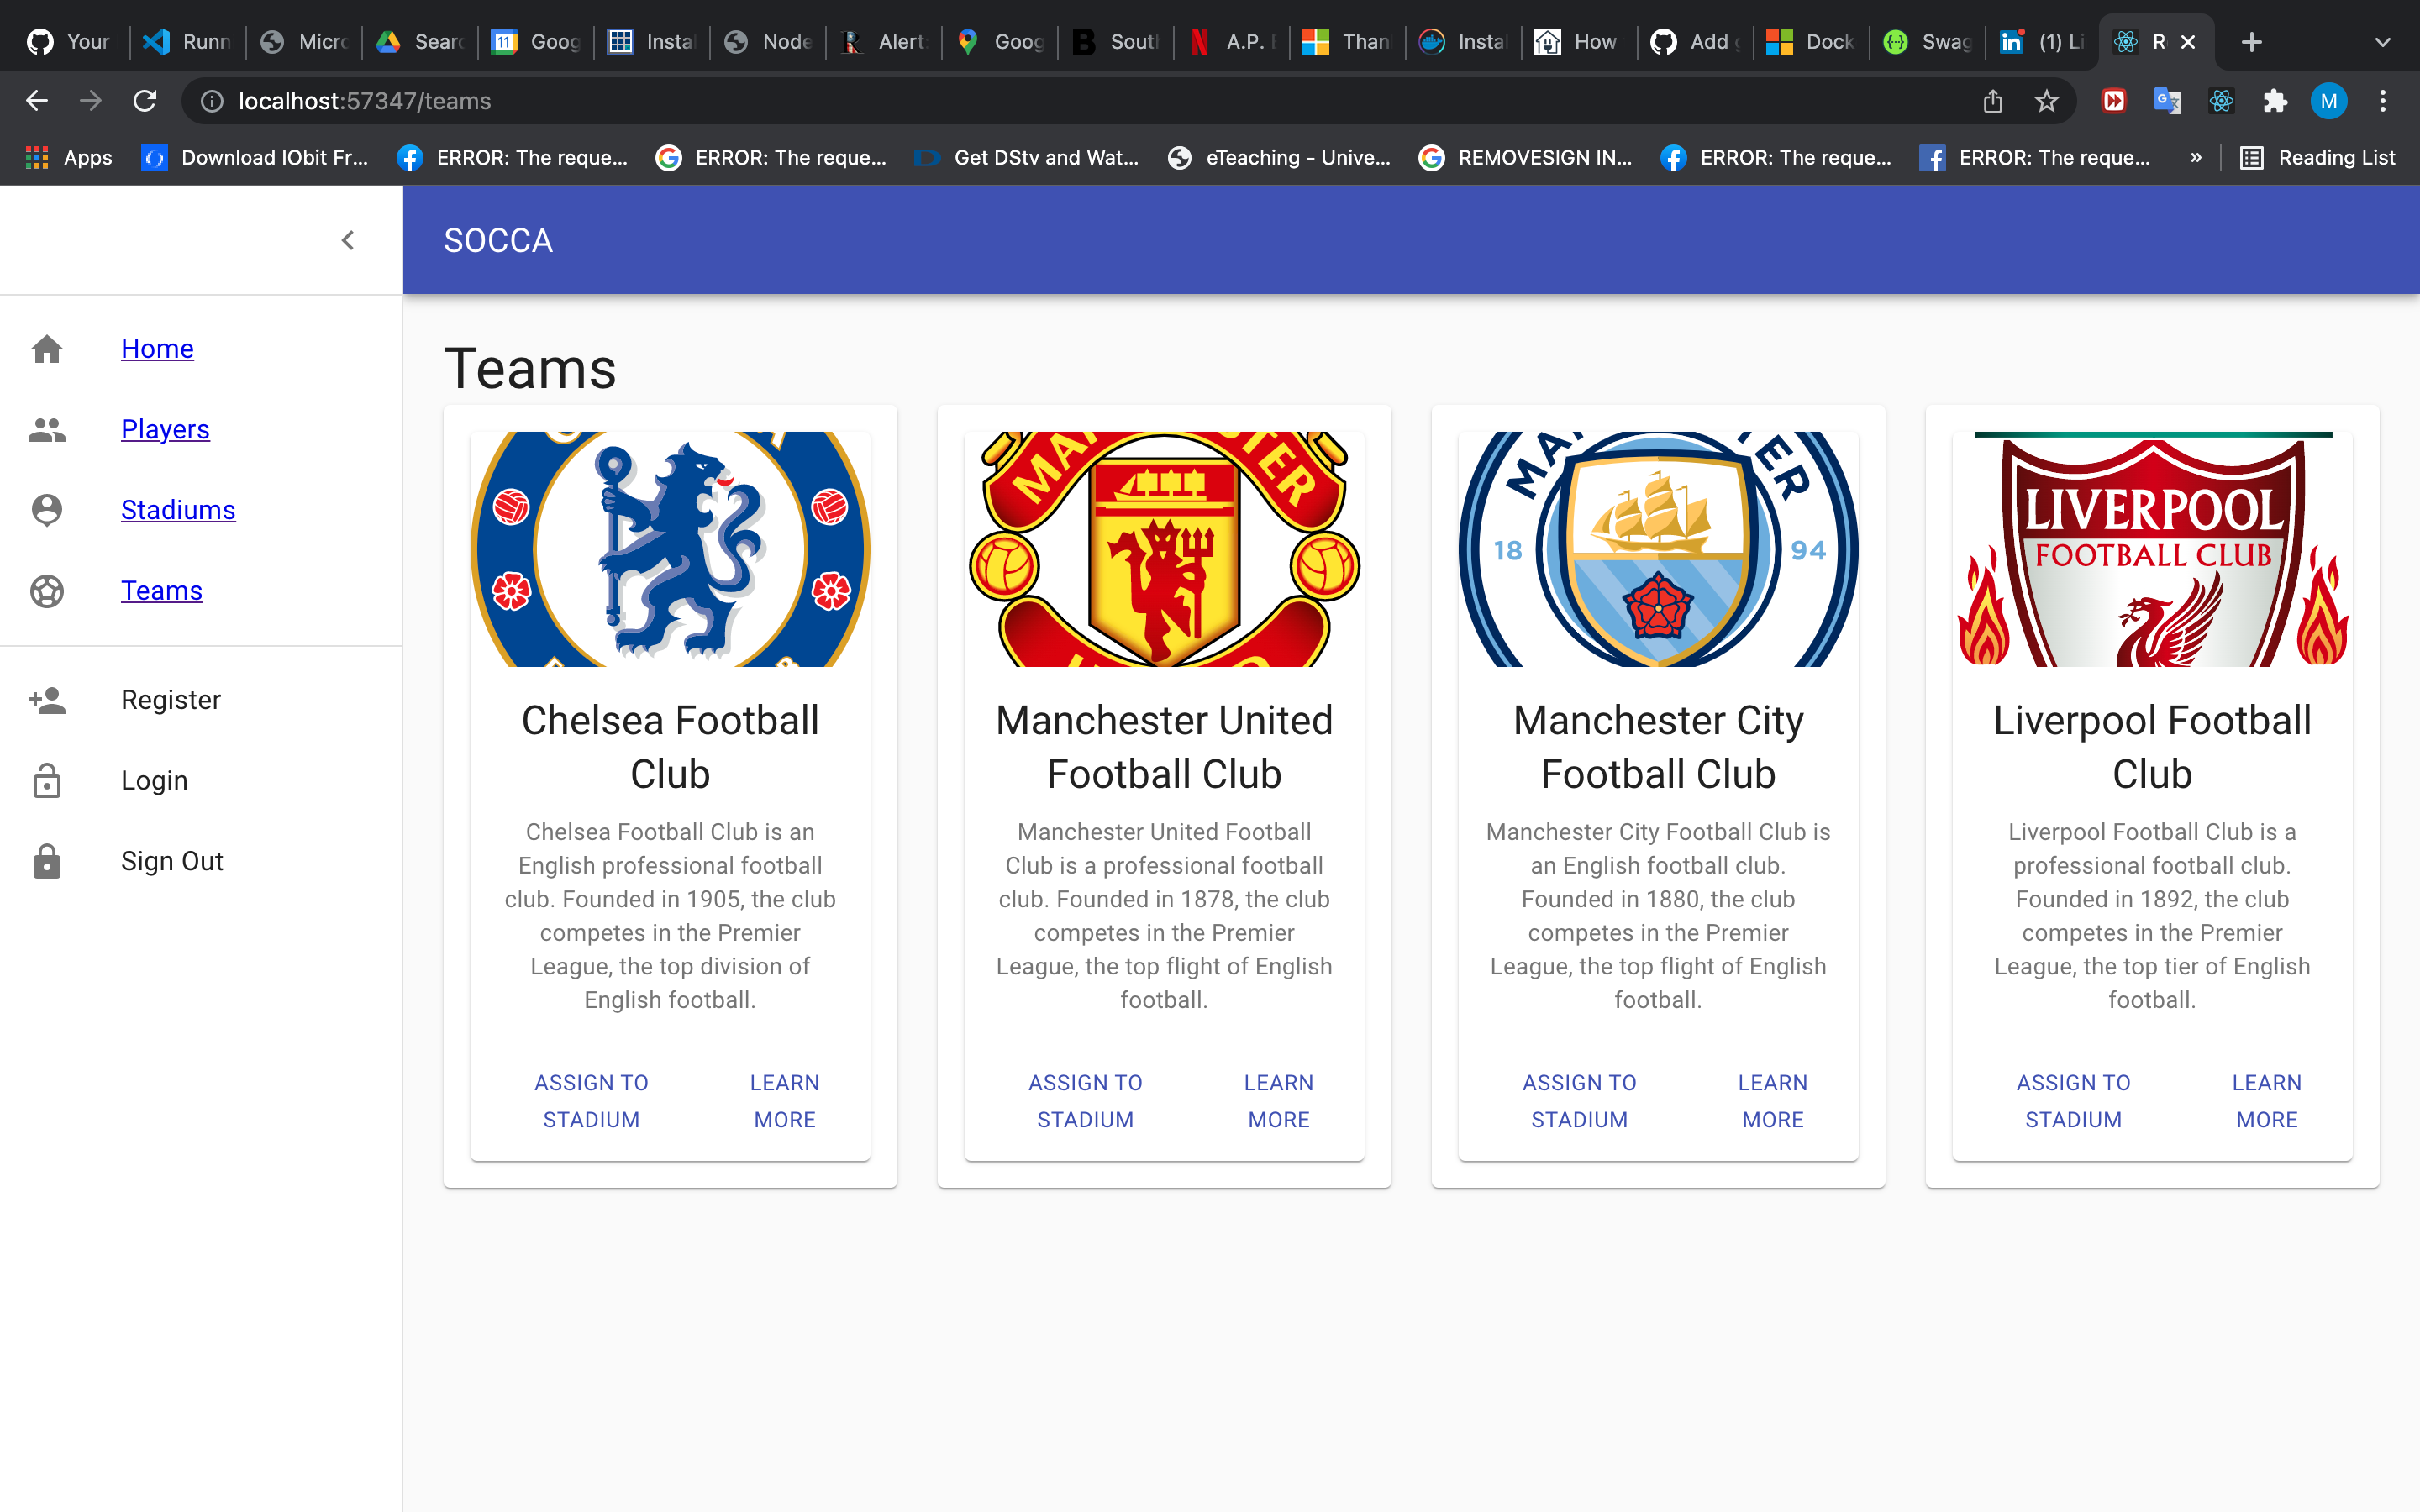 Your Runn Micro Searc Goog Insta Node Alert: Goog South A.P. Than Insta How Add Dock Swag (1) Li R
localhost:57347/teams M
Apps Download IObit Fr... ERROR: The reque... ERROR: The reque... Get DStv and Wat... eTeaching - Unive... REMOVESIGN IN... ERROR: The reque... ERROR: The reque... » Reading List
SOCCA
Home
Players
Stadiums
Teams
Register
Login
Sign Out
Teams
Chelsea Football
Club
Chelsea Football Club is an
English professional football
club. Founded in 1905, the club
competes in the Premier
League, the top division of
English football.
ASSIGN TO
STADIUM
LEARN
MORE
MANCHESTER
Manchester United
Football Club
Manchester United Football
Club is a professional football
club. Founded in 1878, the club
competes in the Premier
League, the top flight of English
football.
ASSIGN TO
STADIUM
LEARN
MORE
18 94
Manchester City
Football Club
Manchester City Football Club is
an English football club.
Founded in 1880, the club
competes in the Premier
League, the top flight of English
football.
ASSIGN TO
STADIUM
LEARN
MORE
LIVERPOOL
FOOTBALL CLUB
Liverpool Football
Club
Liverpool Football Club is a
professional football club.
Founded in 1892, the club
competes in the Premier
League, the top tier of English
football.
ASSIGN TO
STADIUM
LEARN
MORE